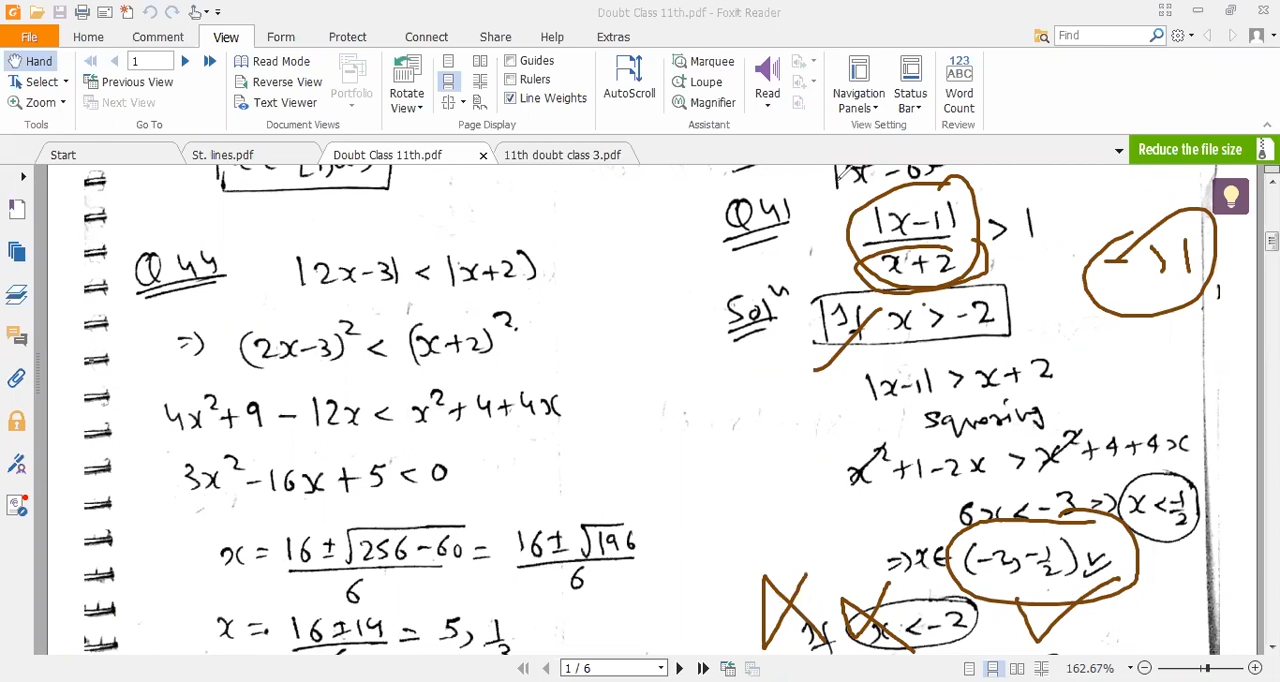 Doubt Class 11th.pdf - Foxit Reader
File Home Comment View Form Protect Connect Share Help Extras Find
Hand 1 Read Mode Reverse View Text Viewer Guides Rulers Line Weights Marquee Loupe Magnifier 123 ABC
Select Previous View Portfolio Rotate View AutoScroll Read Navigation Panels Status Bar Word Count
Zoom Next View
Tools Go To Document Views Page Display Assistant View Setting Review
Start St. lines.pdf Doubt Class 11th.pdf 11th doubt class 3.pdf Reduce the file size
Q 44 |2x-3| < |x+2|
=> (2x-3)² < (x+2)²
4x²+9 - 12x < x²+4+4x
3x²-16x+5 < 0
x = 16 ± √256-60 / 6 = 16 ± √196 / 6
x = 16 ± 14 / 6 = 5, 1/3
Q 41 |x-1| / x+2 > 1
- > 1
Solⁿ If x > -2
|x-1| > x+2
squaring
x²+1-2x > x²+4+4x
6x < -3 => x < -1/2
=> x ∈ (-2, -1/2)
If x < -2
1 / 6 162.67%